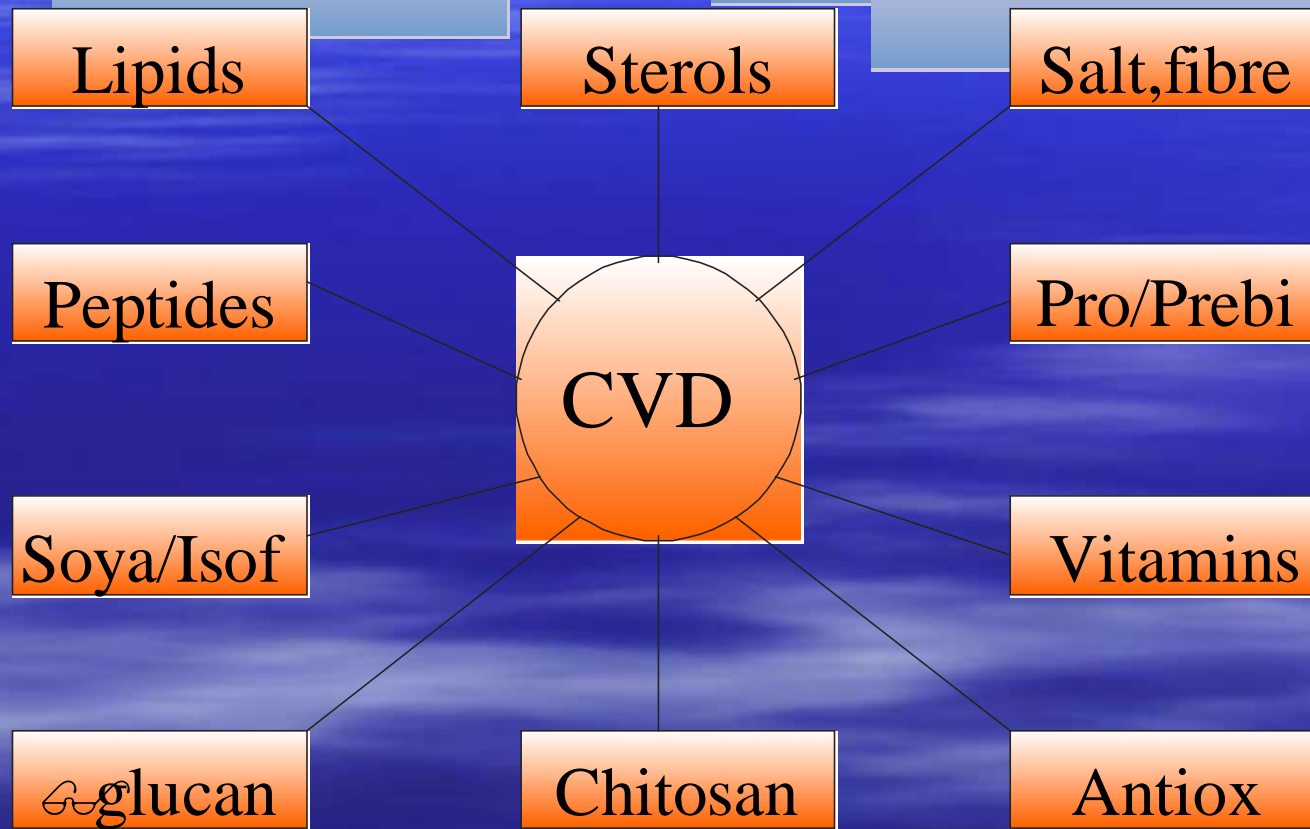 Lipids
Sterols
Salt,fibre
Peptides
Pro/Prebi
CVD
Soya/Isof
Vitamins
glucan
Chitosan
Antiox